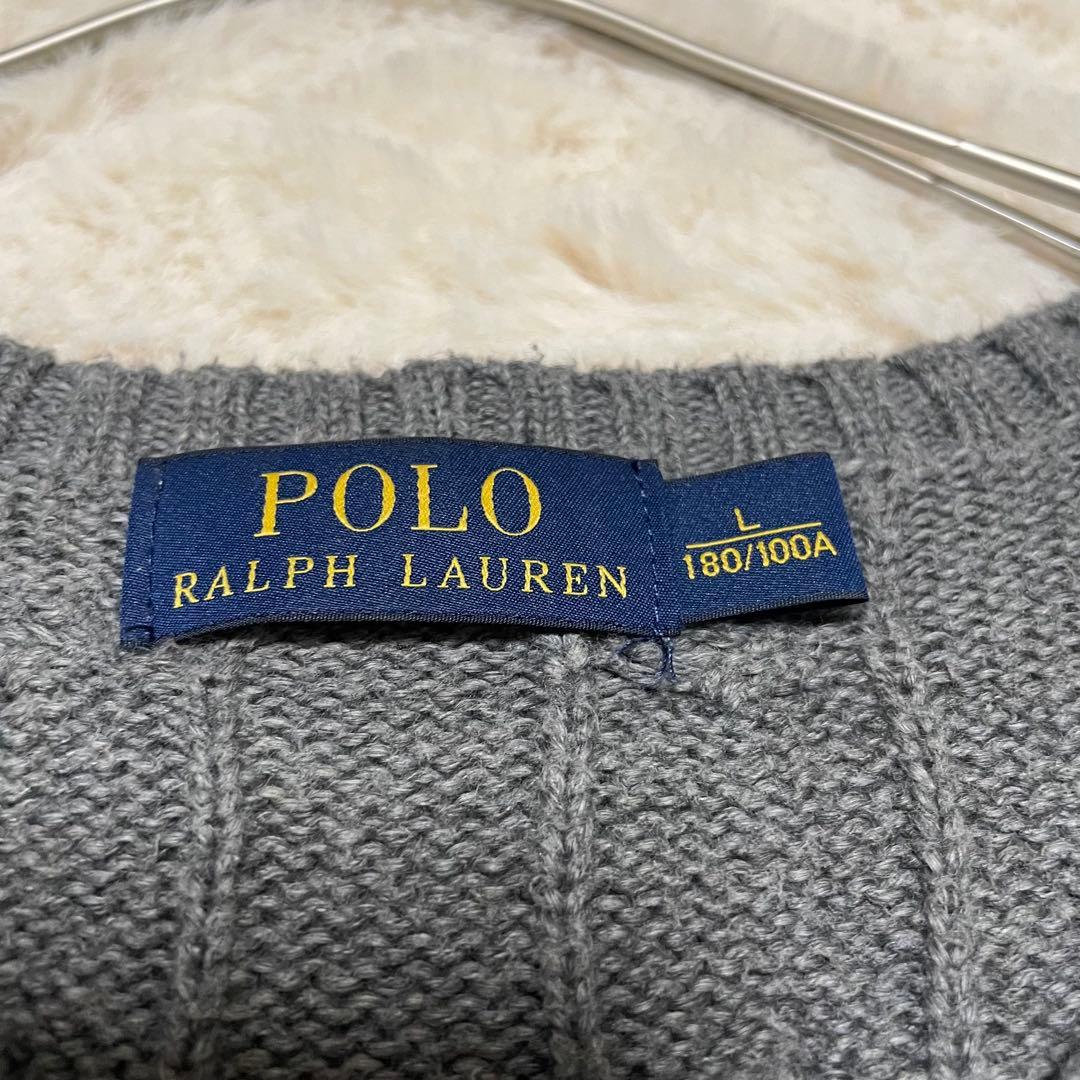 POLO
RALPH LAUREN
L
180/100A